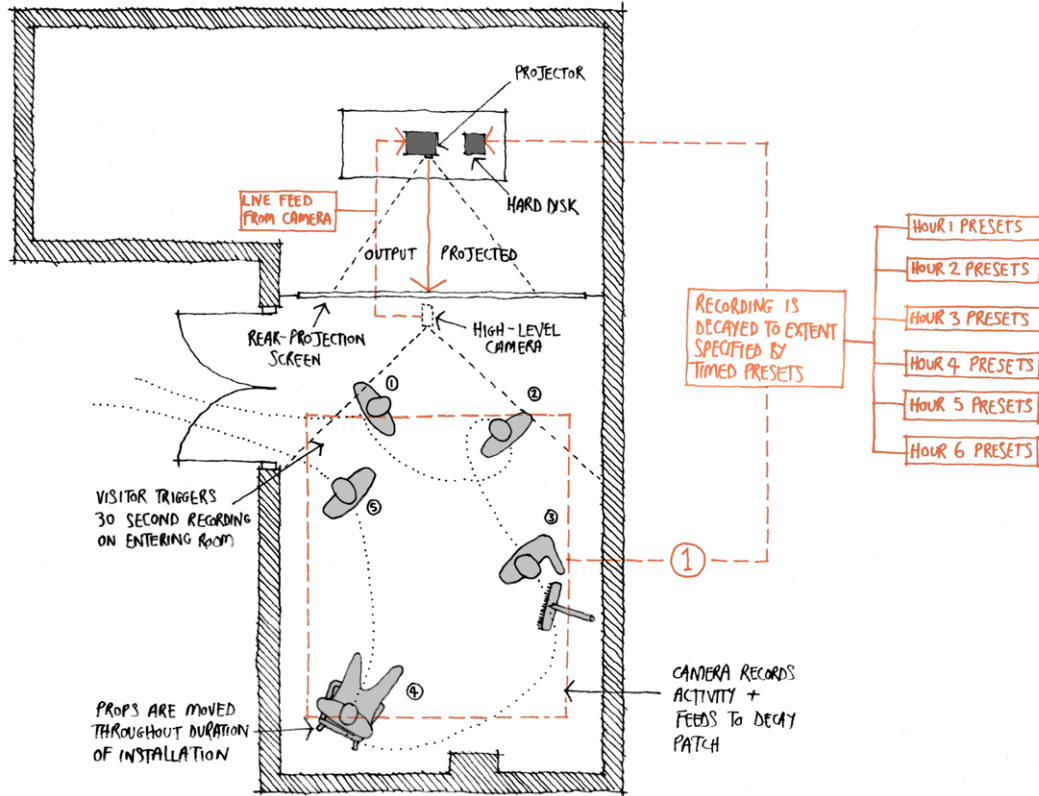 PROJECTOR
HARD DISK
LIVE FEED
FROM CAMERA
OUTPUT PROJECTED
REAR-PROJECTION
SCREEN
HIGH-LEVEL
CAMERA
HOUR 1 PRESETS
HOUR 2 PRESETS
HOUR 3 PRESETS
HOUR 4 PRESETS
HOUR 5 PRESETS
HOUR 6 PRESETS
RECORDING IS
DECAYED TO EXTENT
SPECIFIED BY
TIMED PRESETS
1
2
5
3
4
1
VISITOR TRIGGERS
30 SECOND RECORDING
ON ENTERING ROOM
PROPS ARE MOVED
THROUGHOUT DURATION
OF INSTALLATION
CAMERA RECORDS
ACTIVITY +
FEEDS TO DECAY
PATCH